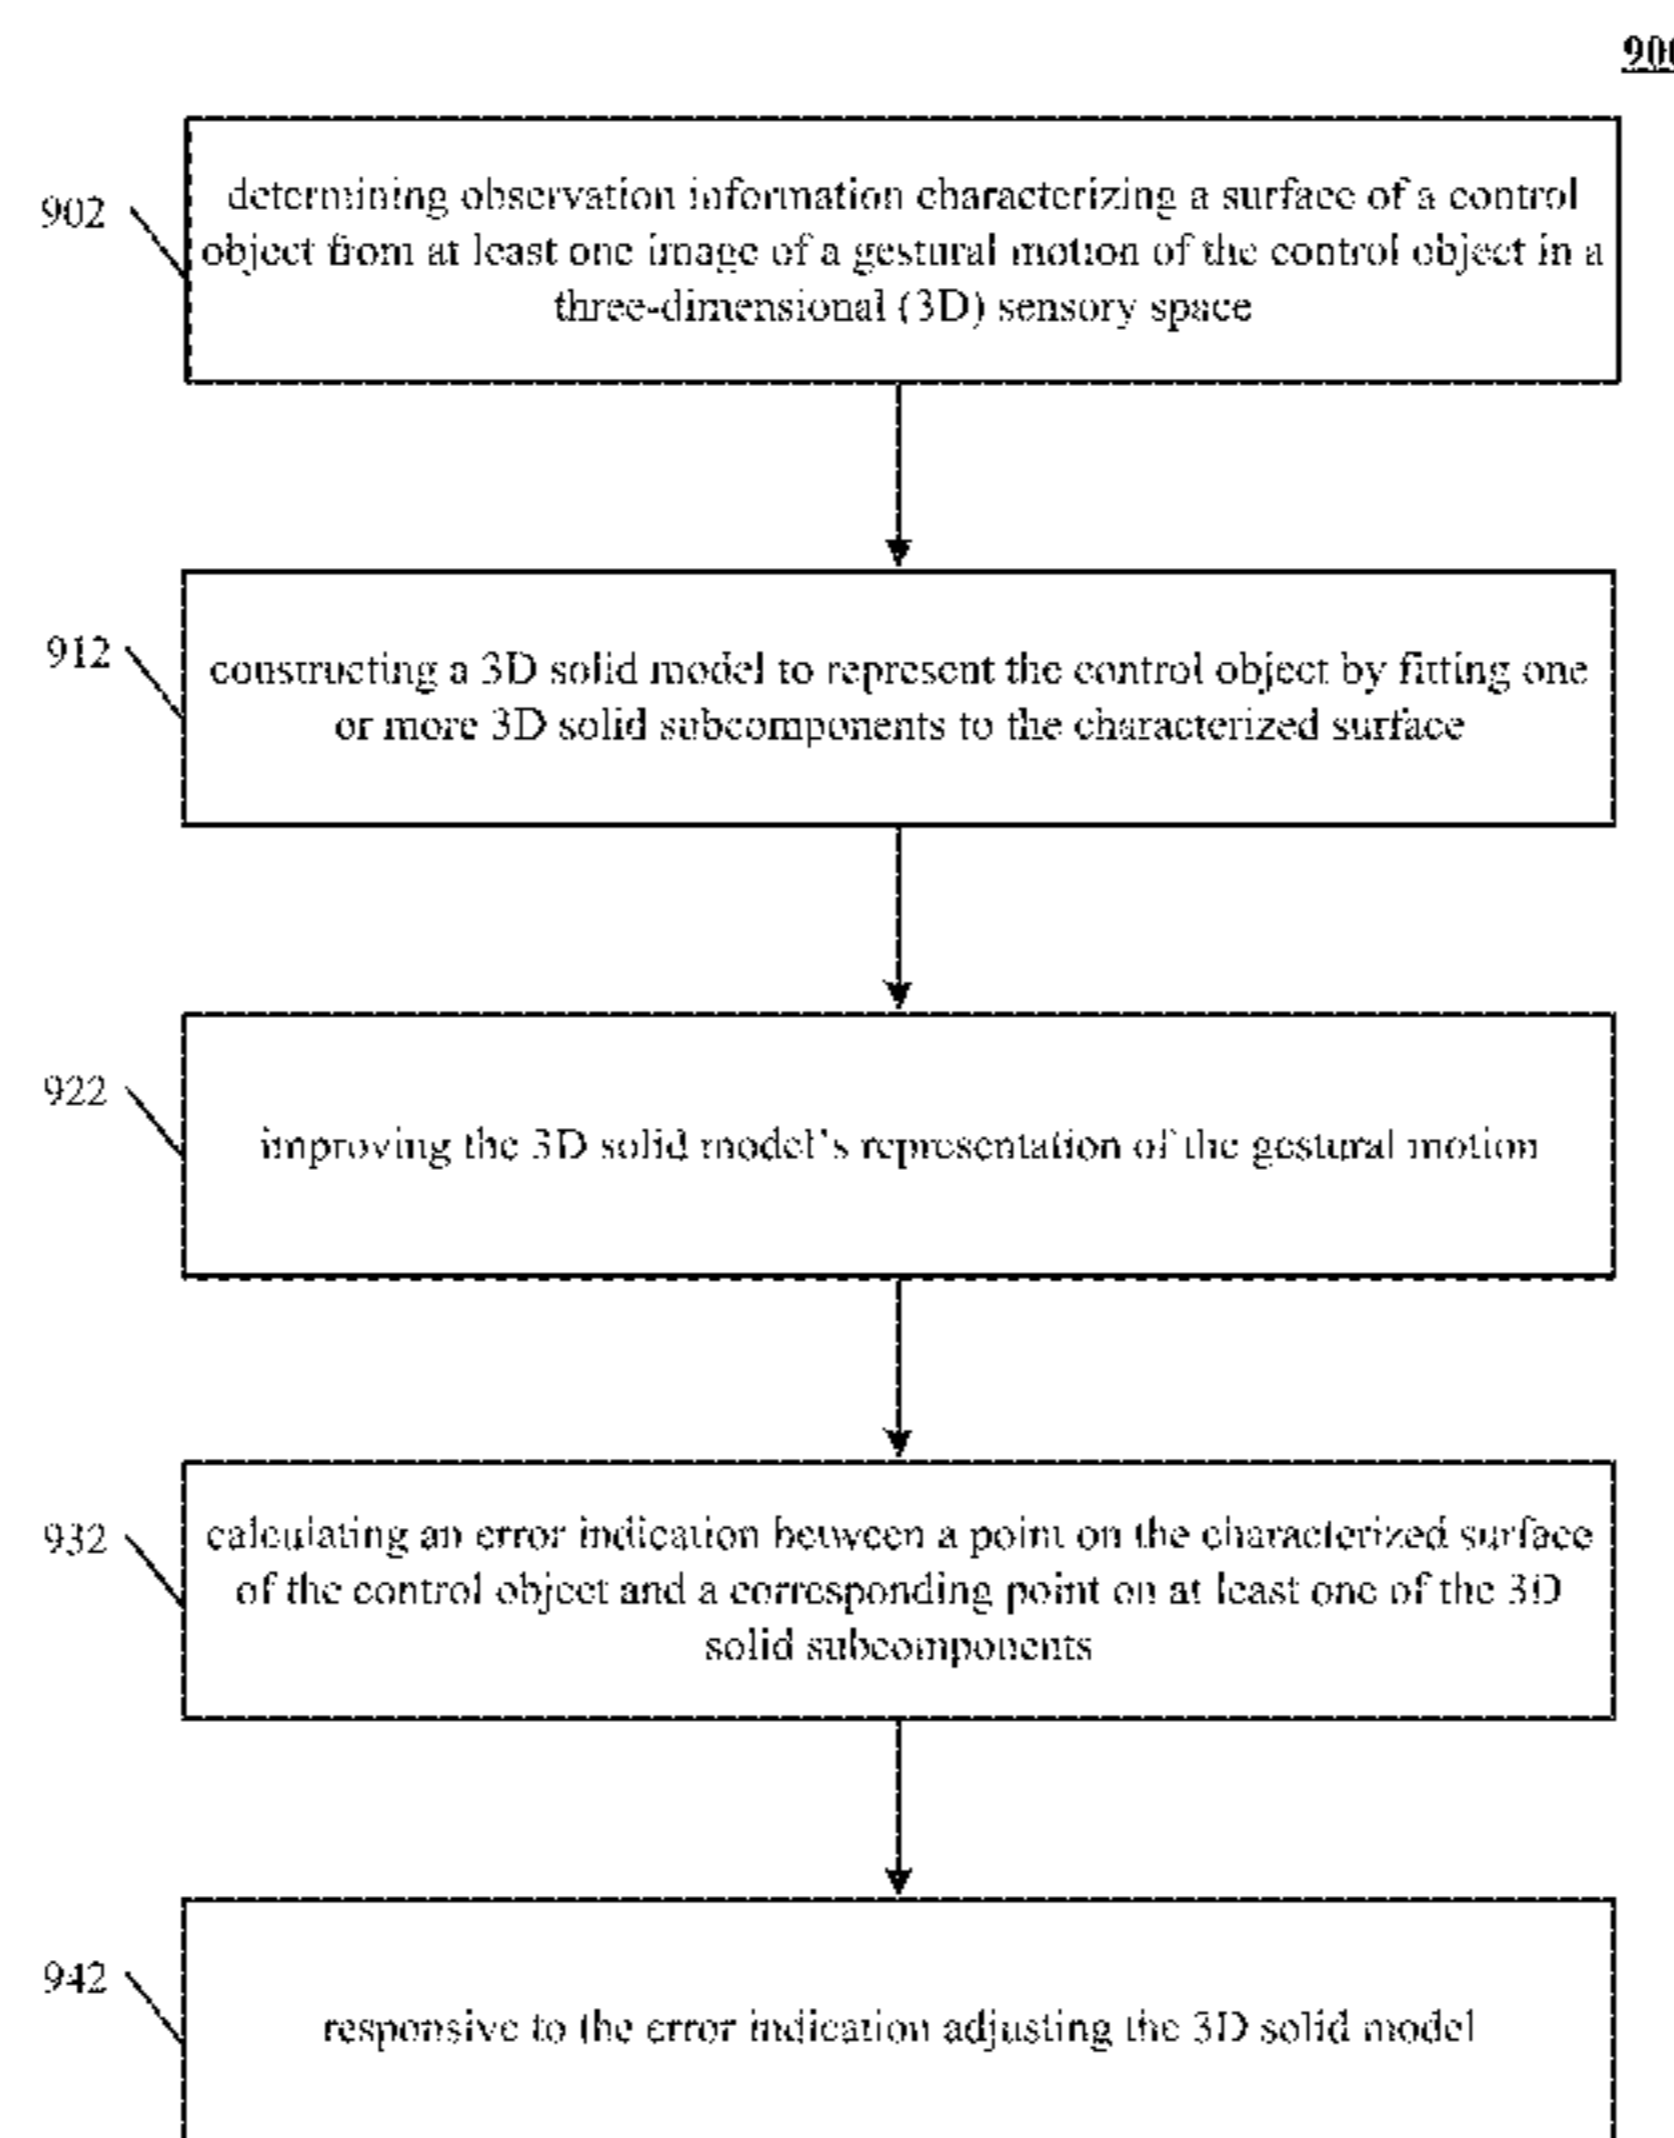 900
902
determining observation information characterizing a surface of a control
object from at least one image of a gestural motion of the control object in a
three-dimensional (3D) sensory space
912
constructing a 3D solid model to represent the control object by fitting one
or more 3D solid subcomponents to the characterized surface
922
improving the 3D solid model's representation of the gestural motion
932
calculating an error indication between a point on the characterized surface
of the control object and a corresponding point on at least one of the 3D
solid subcomponents
942
responsive to the error indication adjusting the 3D solid model